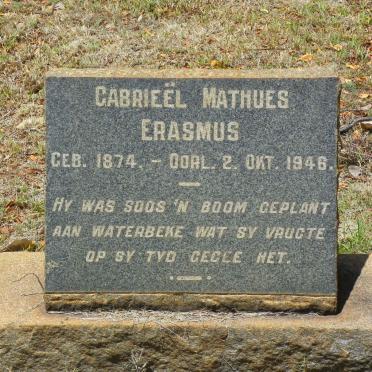 GABRIEËL MATHUES
ERASMUS
GEB. 1874. – OORL. 2. OKT. 1946.
HY WAS SOOS 'N BOOM GEPLANT
AAN WATERBEKE WAT SY VRUGTE
OP SY TYD GEGEE HET.